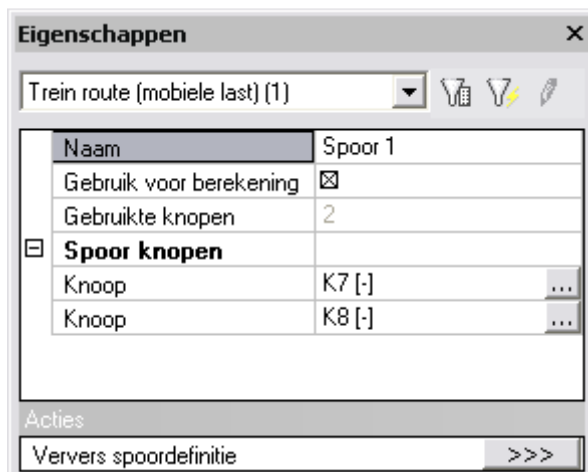 Eigenschappen
Trein route (mobiele last) (1)
Naam Spoor 1
Gebruik voor berekening
Gebruikte knopen 2
Spoor knopen
Knoop K7 [-] ...
Knoop K8 [-] ...
Acties
Ververs spoordefinitie >>>